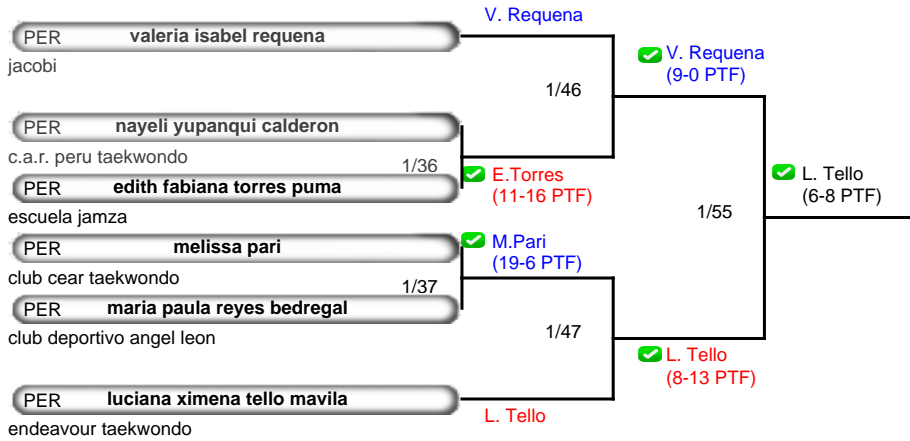 V. Requena
PER valeria isabel requena
jacobi
V. Requena
(9-0 PTF)
1/46
PER nayeli yupanqui calderon
c.a.r. peru taekwondo
1/36
E.Torres
(11-16 PTF)
PER edith fabiana torres puma
escuela jamza
L. Tello
(6-8 PTF)
1/55
PER melissa pari
club cear taekwondo
M.Pari
(19-6 PTF)
1/37
PER maria paula reyes bedregal
club deportivo angel leon
1/47
L. Tello
(8-13 PTF)
PER luciana ximena tello mavila
endeavour taekwondo
L. Tello